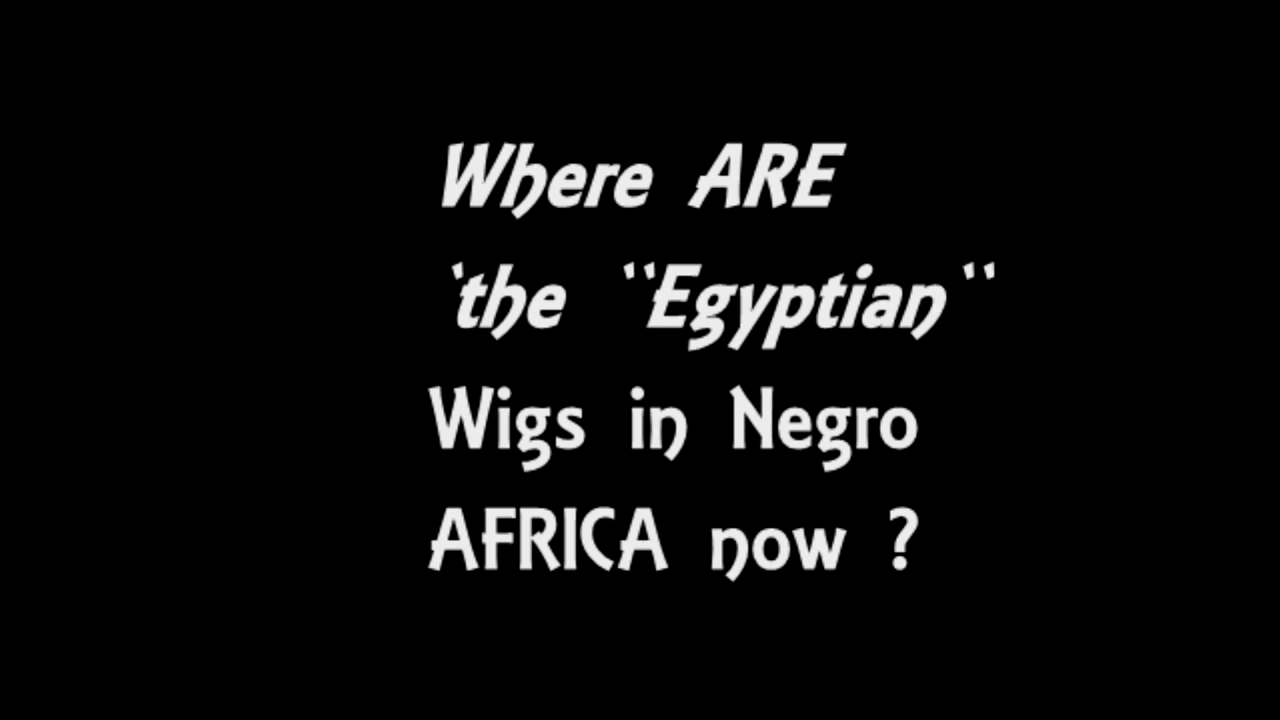 Where ARE
`the ``Egyptian``
Wigs in Negro
AFRICA now ?